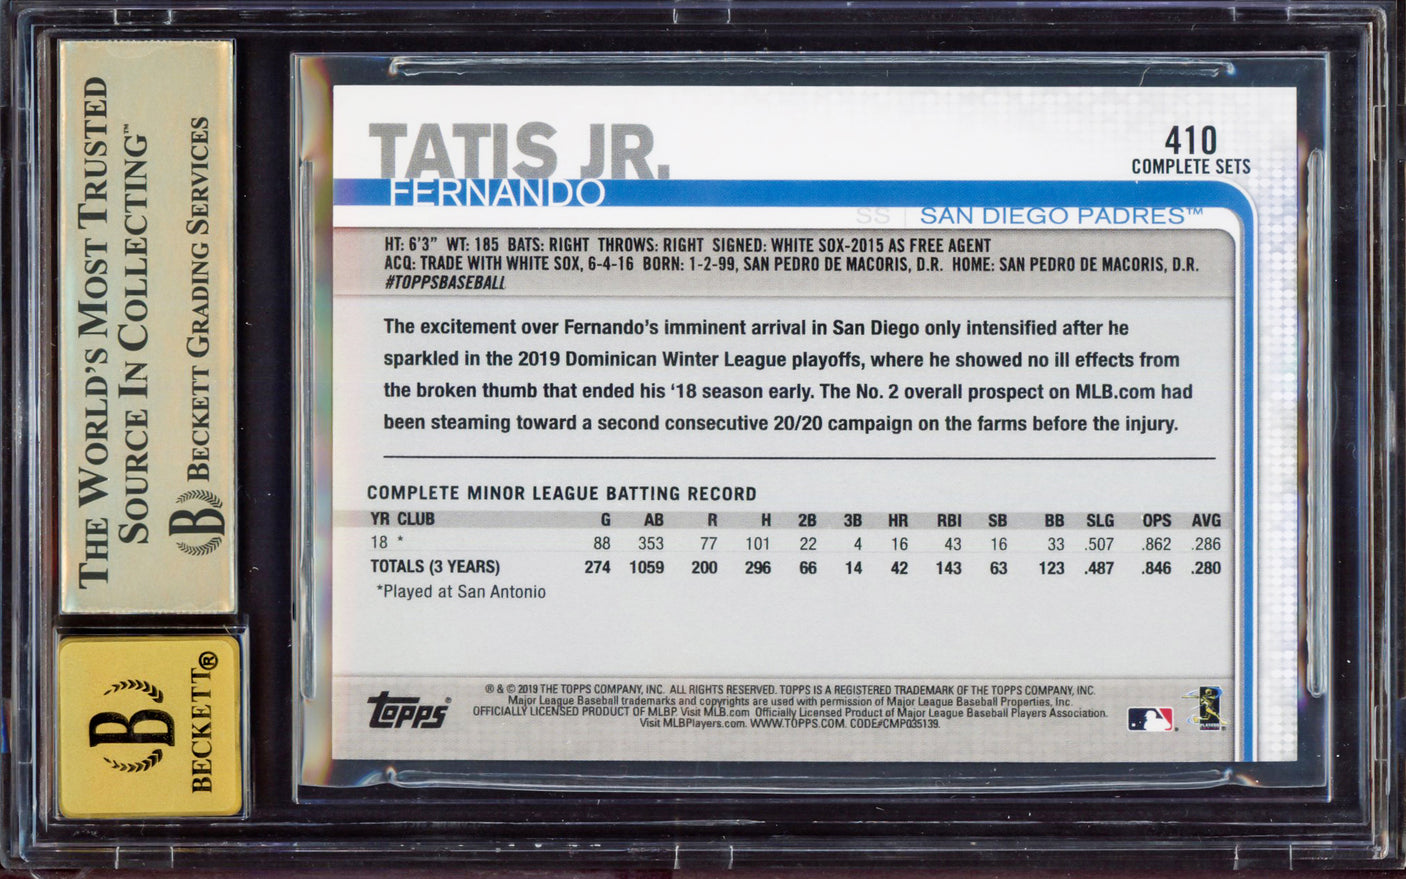 THE WORLD'S MOST TRUSTED
SOURCE IN COLLECTING™
B BECKETT GRADING SERVICES
B
BECKETT®
TATIS JR.
FERNANDO
410
COMPLETE SETS
SS | SAN DIEGO PADRES™
HT: 6'3" WT: 185 BATS: RIGHT THROWS: RIGHT SIGNED: WHITE SOX-2015 AS FREE AGENT
ACQ: TRADE WITH WHITE SOX, 6-4-16 BORN: 1-2-99, SAN PEDRO DE MACORIS, D.R. HOME: SAN PEDRO DE MACORIS, D.R.
#TOPPSBASEBALL
The excitement over Fernando's imminent arrival in San Diego only intensified after he
sparkled in the 2019 Dominican Winter League playoffs, where he showed no ill effects from
the broken thumb that ended his '18 season early. The No. 2 overall prospect on MLB.com had
been steaming toward a second consecutive 20/20 campaign on the farms before the injury.
COMPLETE MINOR LEAGUE BATTING RECORD
YR CLUB G AB R H 2B 3B HR RBI SB BB SLG OPS AVG
18 * 88 353 77 101 22 4 16 43 16 33 .507 .862 .286
TOTALS (3 YEARS) 274 1059 200 296 66 14 42 143 63 123 .487 .846 .280
*Played at San Antonio
Topps®
® & © 2019 THE TOPPS COMPANY, INC. ALL RIGHTS RESERVED. TOPPS IS A REGISTERED TRADEMARK OF THE TOPPS COMPANY, INC.
Major League Baseball trademarks and copyrights are used with permission of Major League Baseball Properties, Inc.
OFFICIALLY LICENSED PRODUCT OF MLBP Visit MLB.com Officially Licensed Product of Major League Baseball Players Association.
Visit MLBPlayers.com. WWW.TOPPS.COM. CODE#CMP035139.